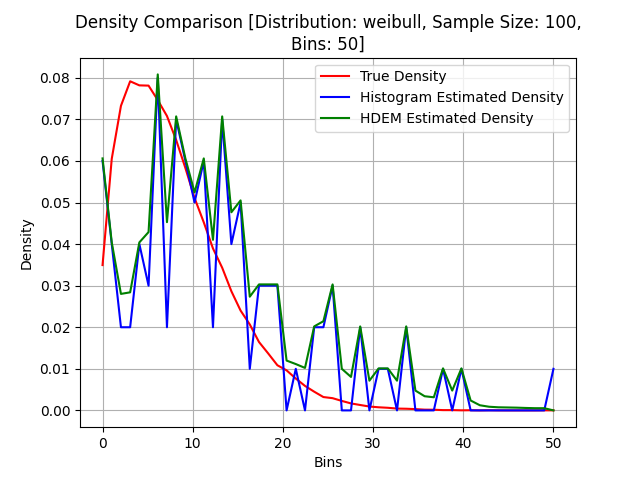 Density Comparison [Distribution: weibull, Sample Size: 100,
Bins: 50]
True Density
Histogram Estimated Density
HDEM Estimated Density
Density
0.08
0.07
0.06
0.05
0.04
0.03
0.02
0.01
0.00
0 10 20 30 40 50
Bins